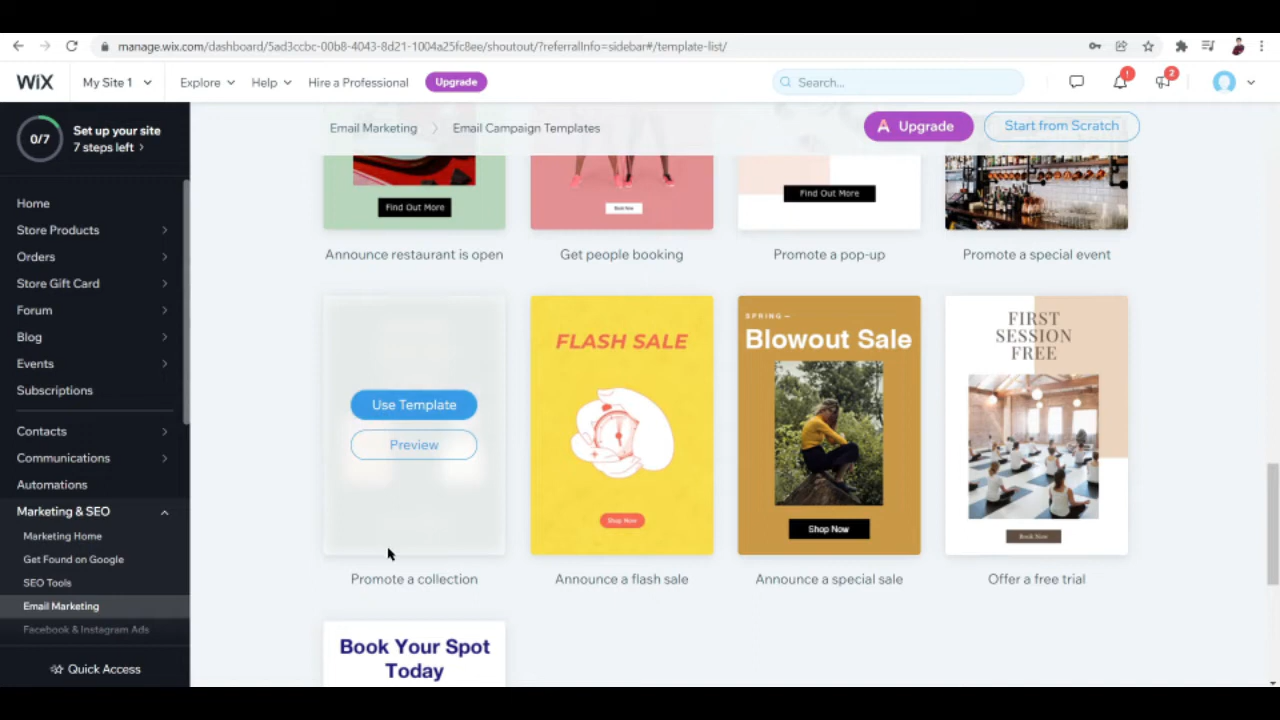 manage.wix.com/dashboard/5ad3ccbc-00b8-4043-8d21-1004a25fc8ee/shoutout/?referralInfo=sidebar#/template-list/
WiX
My Site 1
Explore
Help
Hire a Professional
Upgrade
Search...
!
2
0/7
Set up your site
7 steps left >
Email Marketing
Email Campaign Templates
Upgrade
Start from Scratch
Home
Store Products
Orders
Store Gift Card
Forum
Blog
Events
Subscriptions
Contacts
Communications
Automations
Marketing & SEO
Marketing Home
Get Found on Google
SEO Tools
Email Marketing
Facebook & Instagram Ads
Quick Access
Find Out More
Book Now
Find Out More
Announce restaurant is open
Get people booking
Promote a pop-up
Promote a special event
Use Template
Preview
FLASH SALE
Shop Now
SPRING —
Blowout Sale
Shop Now
FIRST
SESSION
FREE
Book Now
Promote a collection
Announce a flash sale
Announce a special sale
Offer a free trial
Book Your Spot
Today